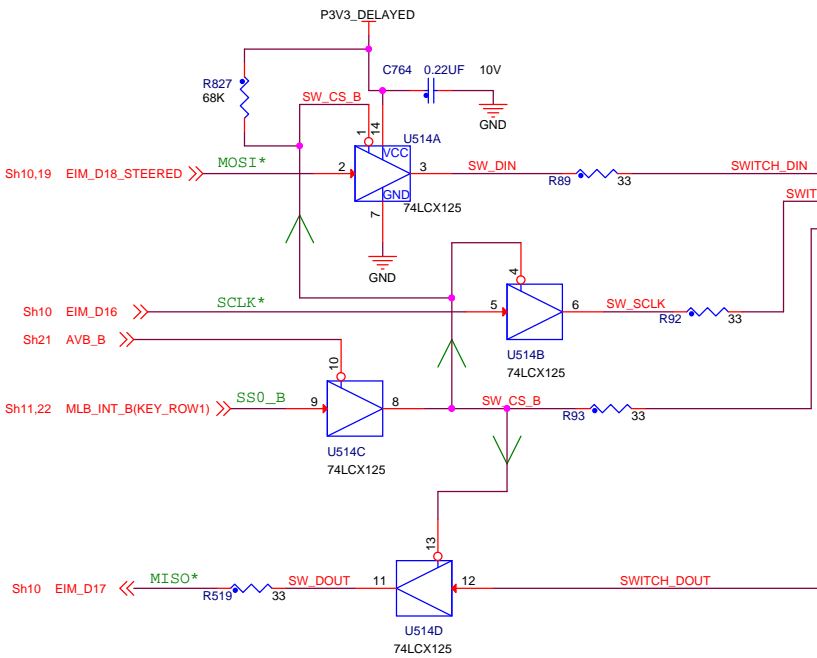 P3V3_DELAYED
R827
68K
C764 0.22UF 10V
SW_CS_B
GND
1
14
U514A
VCC
MOSI*
Sh10,19 EIM_D18_STEERED
2
3
SW_DIN
R89
33
SWITCH_DIN
GND
7
74LCX125
SWIT
GND
4
SCLK*
Sh10 EIM_D16
5
6
SW_SCLK
R92
33
Sh21 AVB_B
U514B
74LCX125
10
SS0_B
Sh11,22 MLB_INT_B(KEY_ROW1)
9
8
SW_CS_B
R93
33
U514C
74LCX125
13
MISO*
Sh10 EIM_D17
R519
33
SW_DOUT
11
12
SWITCH_DOUT
U514D
74LCX125